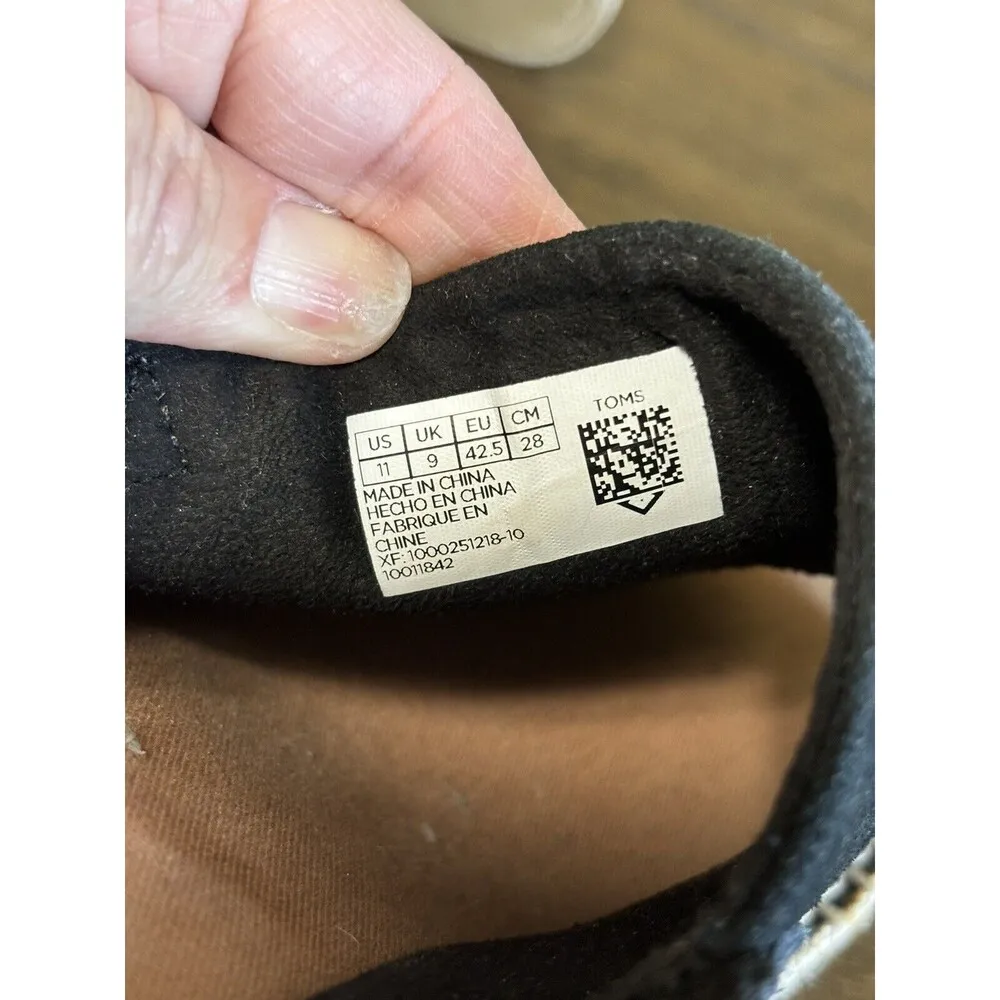 US UK EU CM
11 9 42.5 28
MADE IN CHINA
HECHO EN CHINA
FABRIQUE EN
CHINE
XF: 1000251218-10
10011842
TOMS